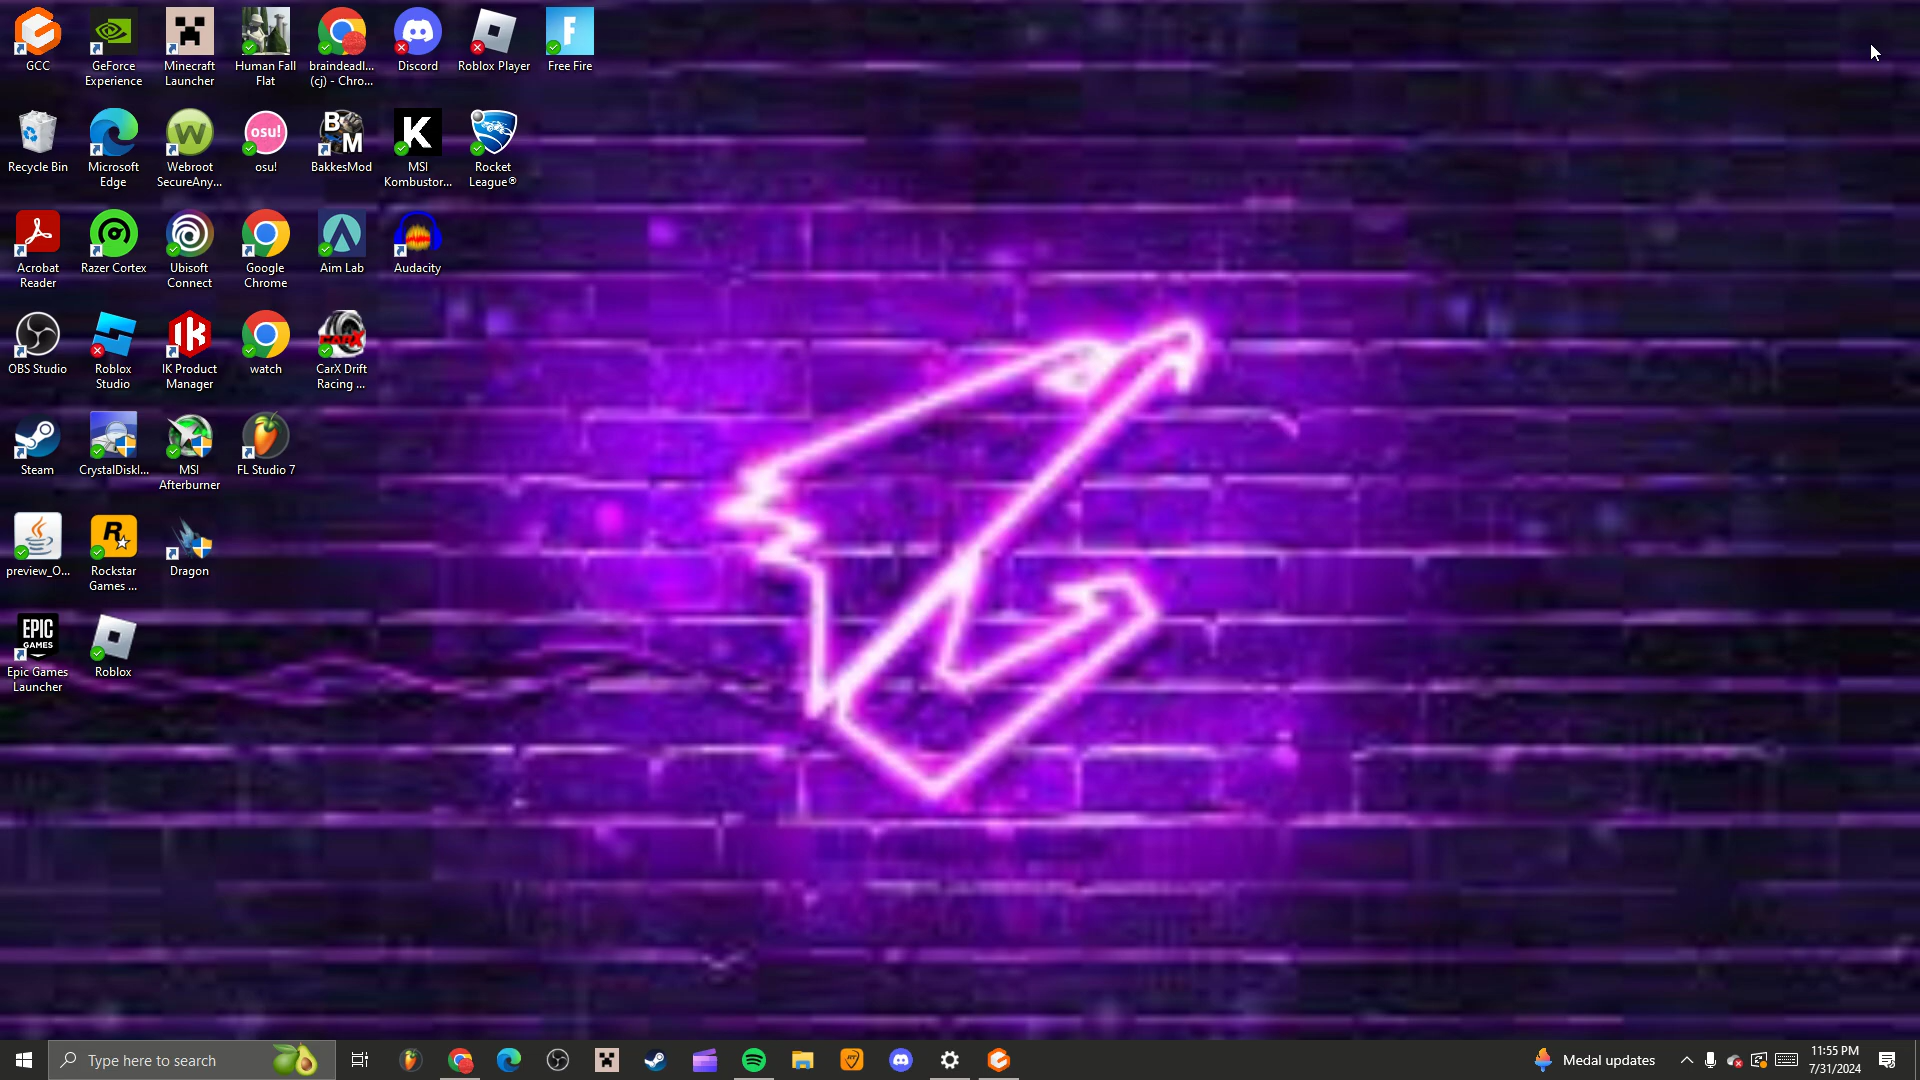 GCC
GeForce
Experience
Minecraft
Launcher
Human Fall
Flat
braindeadl...
(cj) - Chro...
Discord
Roblox Player
Free Fire
Recycle Bin
Microsoft
Edge
W
Webroot
SecureAny...
osu!
osu!
B
M
BakkesMod
K
MSI
Kombustor...
Rocket
League®
Acrobat
Reader
Razer Cortex
Ubisoft
Connect
Google
Chrome
Aim Lab
Audacity
OBS Studio
Roblox
Studio
IK Product
Manager
watch
CARX
CarX Drift
Racing ...
Steam
CrystalDiskI...
MSI
Afterburner
FL Studio 7
preview_O...
R
Rockstar
Games ...
Dragon
EPIC
GAMES
Epic Games
Launcher
Roblox
Type here to search
Medal updates
11:55 PM
7/31/2024